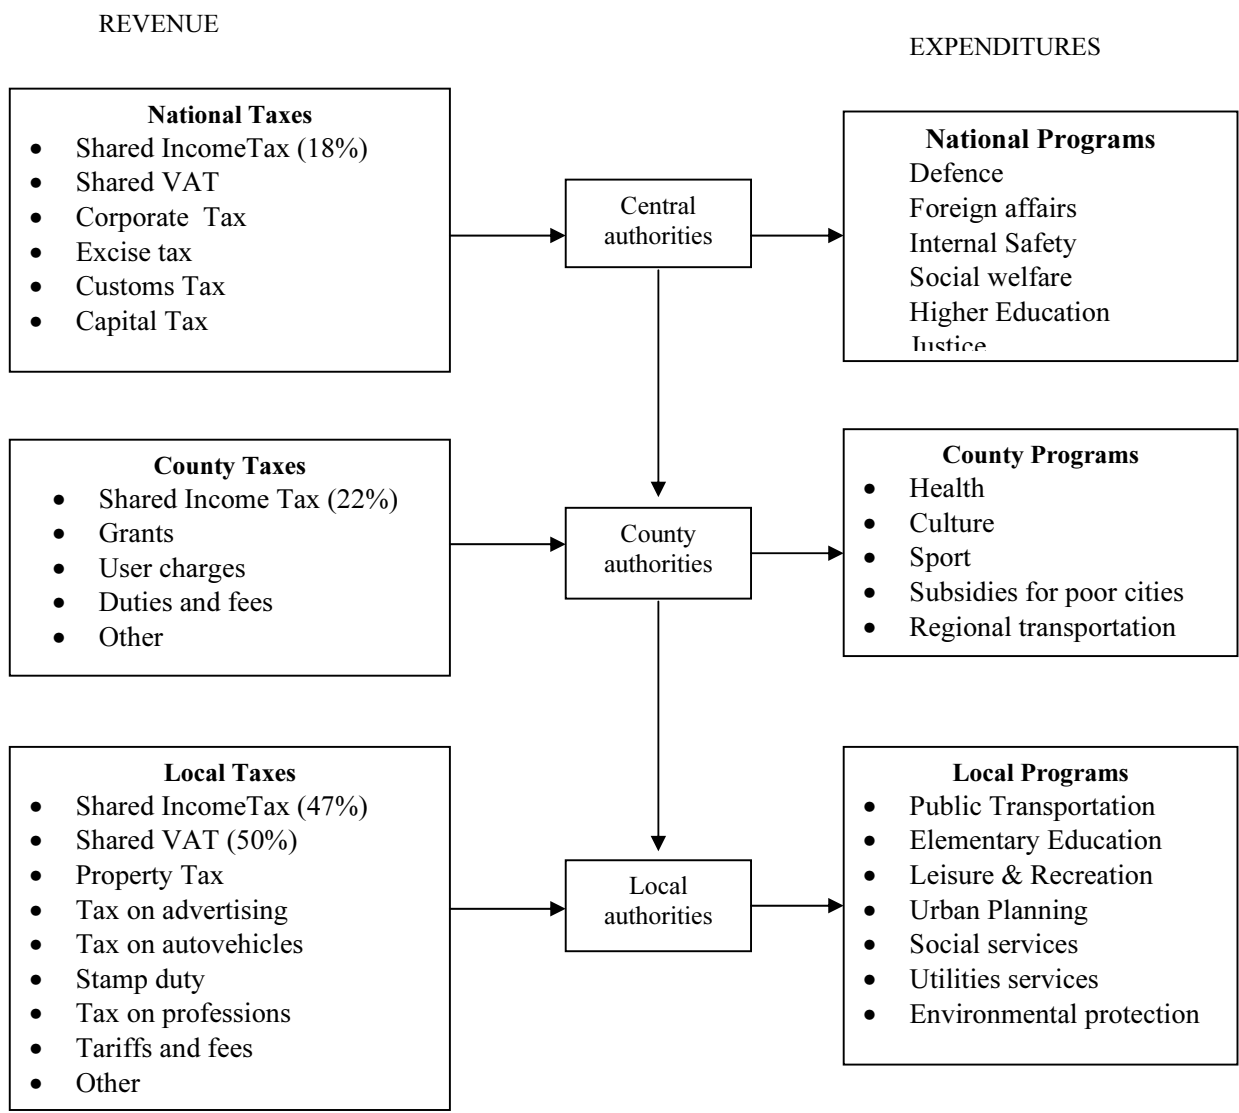 REVENUE
EXPENDITURES
National Taxes
• Shared IncomeTax (18%)
• Shared VAT
• Corporate Tax
• Excise tax
• Customs Tax
• Capital Tax
Central
authorities
National Programs
Defence
Foreign affairs
Internal Safety
Social welfare
Higher Education
Justice
County Taxes
• Shared Income Tax (22%)
• Grants
• User charges
• Duties and fees
• Other
County
authorities
County Programs
• Health
• Culture
• Sport
• Subsidies for poor cities
• Regional transportation
Local Taxes
• Shared IncomeTax (47%)
• Shared VAT (50%)
• Property Tax
• Tax on advertising
• Tax on autovehicles
• Stamp duty
• Tax on professions
• Tariffs and fees
• Other
Local
authorities
Local Programs
• Public Transportation
• Elementary Education
• Leisure & Recreation
• Urban Planning
• Social services
• Utilities services
• Environmental protection